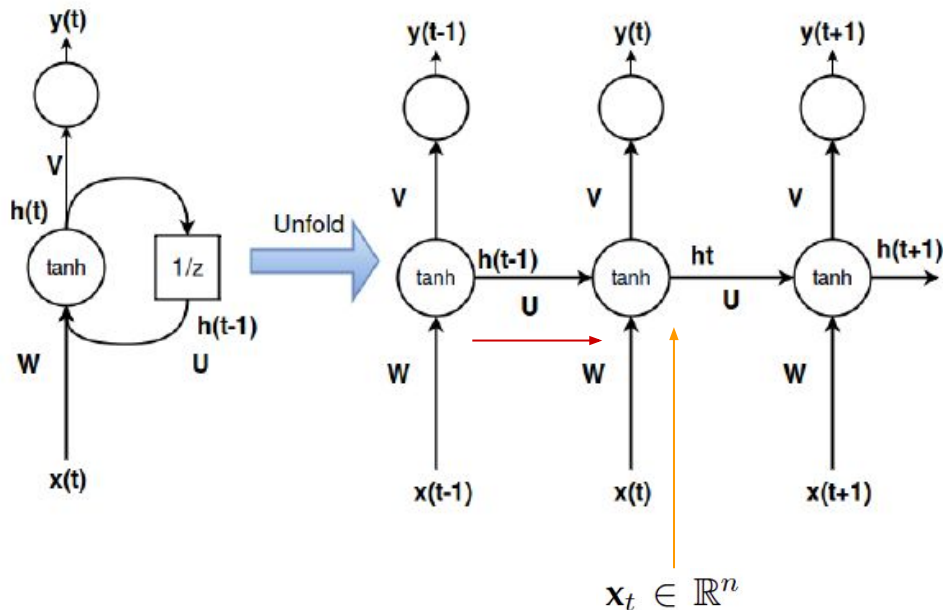 y(t) y(t-1) y(t) y(t+1)
V V V V
h(t)
Unfold
h(t-1) ht h(t+1)
tanh 1/z tanh tanh tanh
U U
h(t-1)
W U W W W
x(t) x(t-1) x(t) x(t+1)
𝐱ₜ ∈ ℝⁿ